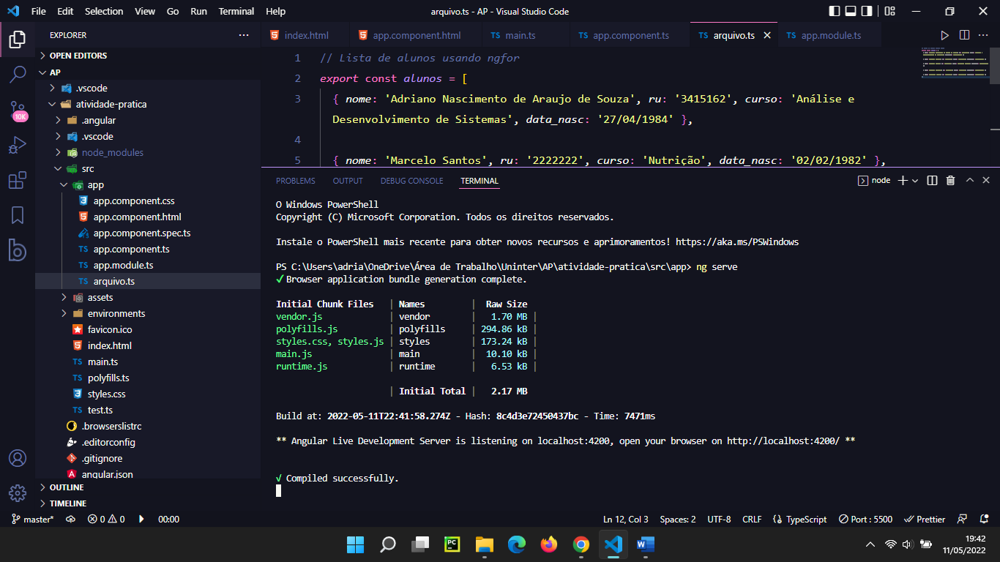 File Edit Selection View Go Run Terminal Help
arquivo.ts - AP - Visual Studio Code
EXPLORER
OPEN EDITORS
AP
.vscode
atividade-pratica
.angular
.vscode
node_modules
src
app
app.component.css
app.component.html
app.component.spec.ts
app.component.ts
app.module.ts
arquivo.ts
assets
environments
favicon.ico
index.html
main.ts
polyfills.ts
styles.css
test.ts
.browserslistrc
.editorconfig
.gitignore
angular.json
OUTLINE
TIMELINE
10K
index.html app.component.html TS main.ts TS app.component.ts TS arquivo.ts TS app.module.ts
1 // Lista de alunos usando ngfor
2 export const alunos = [
3 { nome: 'Adriano Nascimento de Araujo de Souza', ru: '3415162', curso: 'Análise e
Desenvolvimento de Sistemas', data_nasc: '27/04/1984' },
4
5 { nome: 'Marcelo Santos', ru: '2222222', curso: 'Nutrição', data_nasc: '02/02/1982' },
PROBLEMS OUTPUT DEBUG CONSOLE TERMINAL
node
O Windows PowerShell
Copyright (C) Microsoft Corporation. Todos os direitos reservados.
Instale o PowerShell mais recente para obter novos recursos e aprimoramentos! https://aka.ms/PSWindows
PS C:\Users\adria\OneDrive\Área de Trabalho\Uninter\AP\atividade-pratica\src\app> ng serve
✓ Browser application bundle generation complete.
Initial Chunk Files | Names | Raw Size
vendor.js | vendor | 1.70 MB |
polyfills.js | polyfills | 294.86 kB |
styles.css, styles.js | styles | 173.24 kB |
main.js | main | 10.10 kB |
runtime.js | runtime | 6.53 kB |
| Initial Total | 2.17 MB
Build at: 2022-05-11T22:41:58.274Z - Hash: 8c4d3e72450437bc - Time: 7471ms
** Angular Live Development Server is listening on localhost:4200, open your browser on http://localhost:4200/ **
√ Compiled successfully.
master* 0 0 00:00
Ln 12, Col 3 Spaces: 2 UTF-8 CRLF TypeScript Port : 5500 Prettier
19:42
11/05/2022